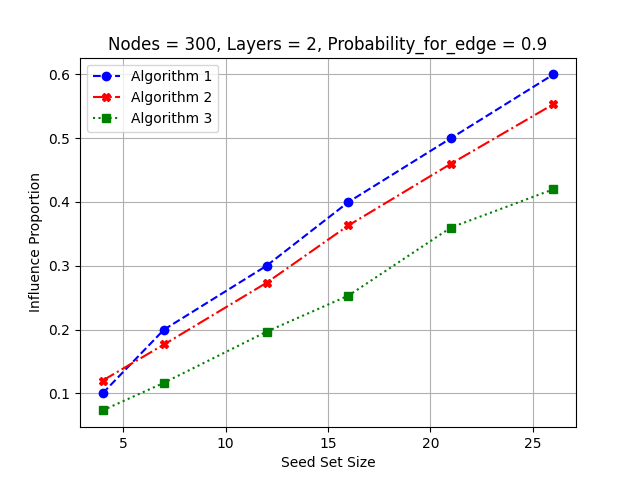 Nodes = 300, Layers = 2, Probability_for_edge = 0.9
Algorithm 1
Algorithm 2
Algorithm 3
Influence Proportion
0.6
0.5
0.4
0.3
0.2
0.1
5 10 15 20 25
Seed Set Size